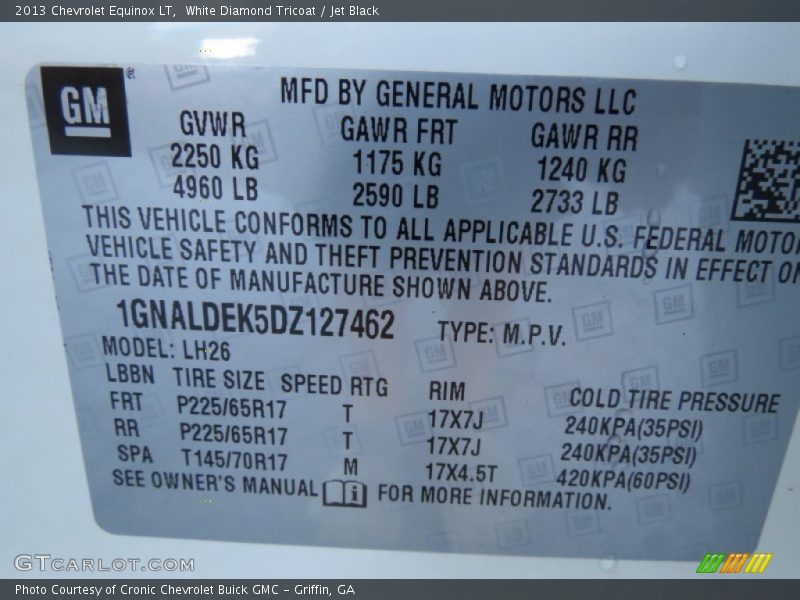 2013 Chevrolet Equinox LT,  White Diamond Tricoat / Jet Black
GM
MFD BY GENERAL MOTORS LLC
GVWR GAWR FRT GAWR RR
2250 KG 1175 KG 1240 KG
4960 LB 2590 LB 2733 LB
THIS VEHICLE CONFORMS TO ALL APPLICABLE U.S. FEDERAL MOTO
VEHICLE SAFETY AND THEFT PREVENTION STANDARDS IN EFFECT ON
THE DATE OF MANUFACTURE SHOWN ABOVE.
1GNALDEK5DZ127462 TYPE: M.P.V.
MODEL: LH26
LBBN TIRE SIZE SPEED RTG RIM COLD TIRE PRESSURE
FRT P225/65R17 T 17X7J 240KPA(35PSI)
RR P225/65R17 T 17X7J 240KPA(35PSI)
SPA T145/70R17 M 17X4.5T 420KPA(60PSI)
SEE OWNER'S MANUAL FOR MORE INFORMATION.
GTcarlot.com
Photo Courtesy of Cronic Chevrolet Buick GMC – Griffin, GA